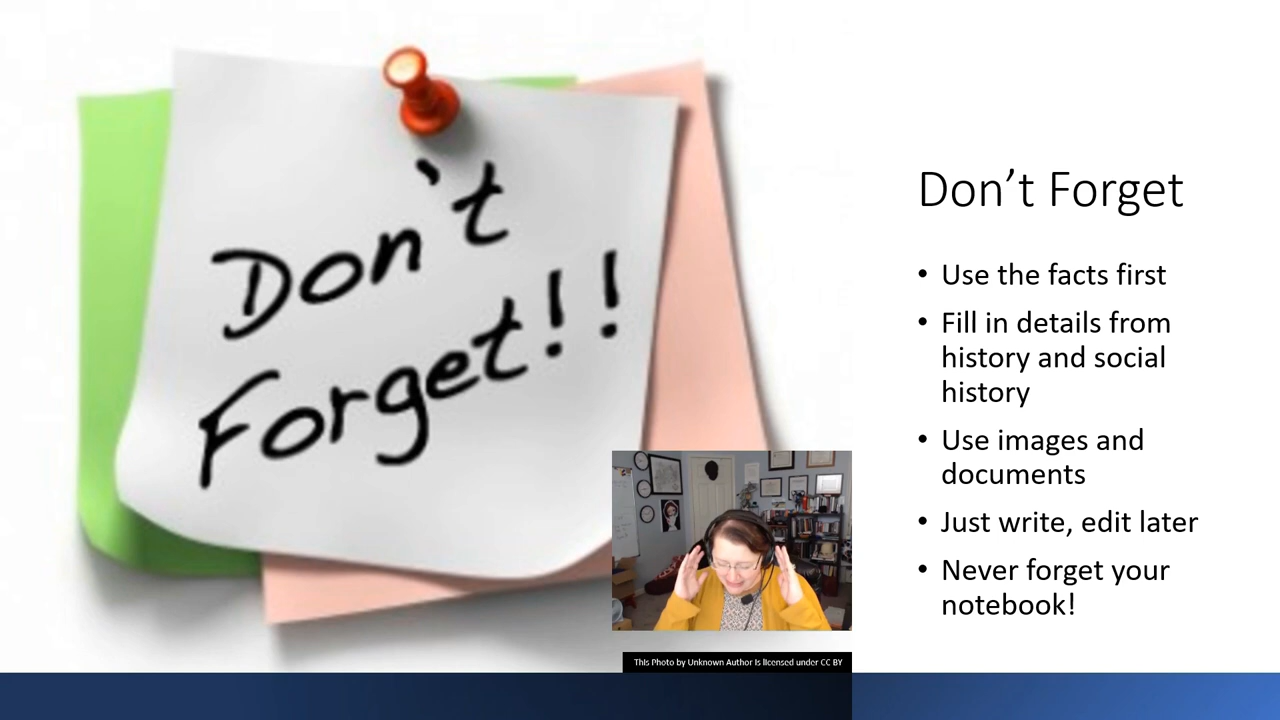 Don't
Forget!!
Don’t Forget
• Use the facts first
• Fill in details from
history and social
history
• Use images and
documents
• Just write, edit later
• Never forget your
notebook!
This Photo by Unknown Author is licensed under CC BY